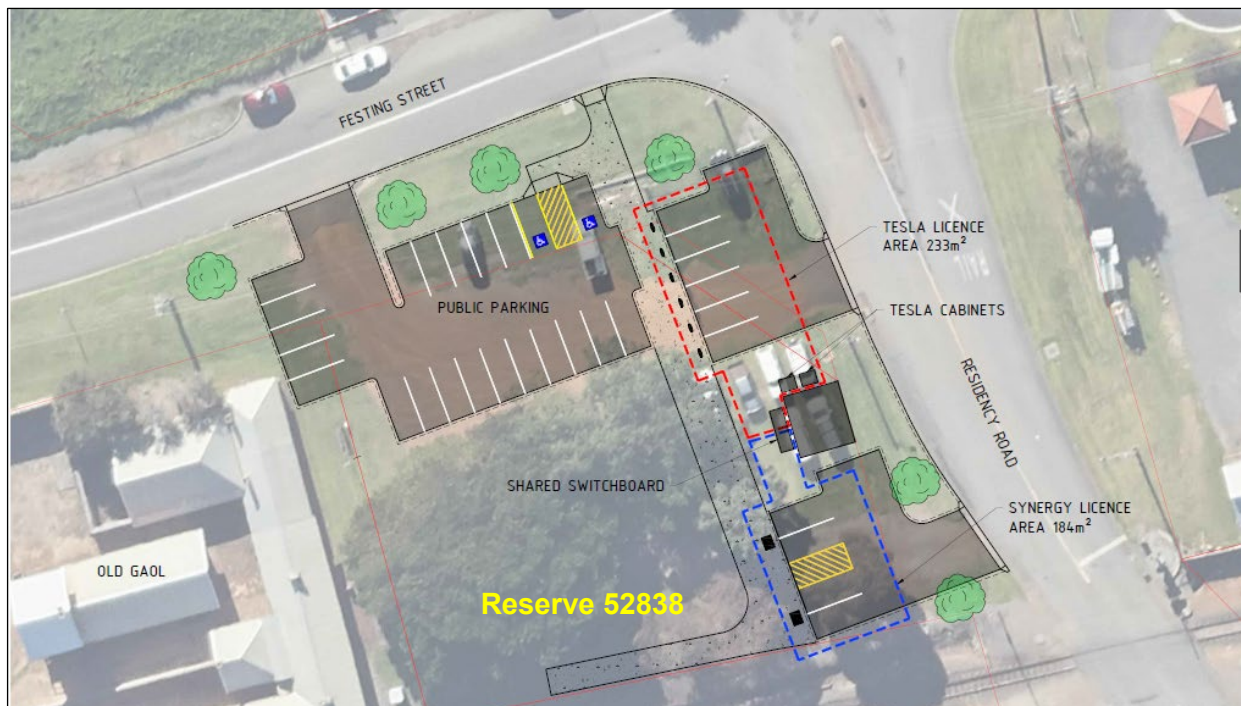 FESTING STREET
TESLA LICENCE
AREA 233m²
PUBLIC PARKING
TESLA CABINETS
RESIDENCY ROAD
SHARED SWITCHBOARD
SYNERGY LICENCE
AREA 184m²
OLD GAOL
Reserve 52838